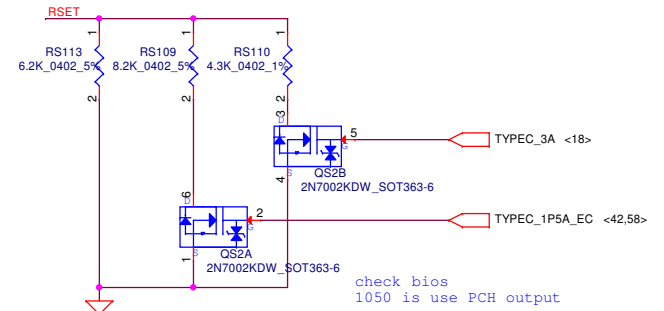 RSET
1
1
1
RS113
RS109
RS110
6.2K_0402_5%
8.2K_0402_5%
4.3K_0402_1%
2
2
2
3
D
5
G
TYPEC_3A <18>
S
4
QS2B
2N7002KDW_SOT363-6
6
D
2
G
TYPEC_1P5A_EC <42,58>
S
1
QS2A
2N7002KDW_SOT363-6
check bios
1050 is use PCH output